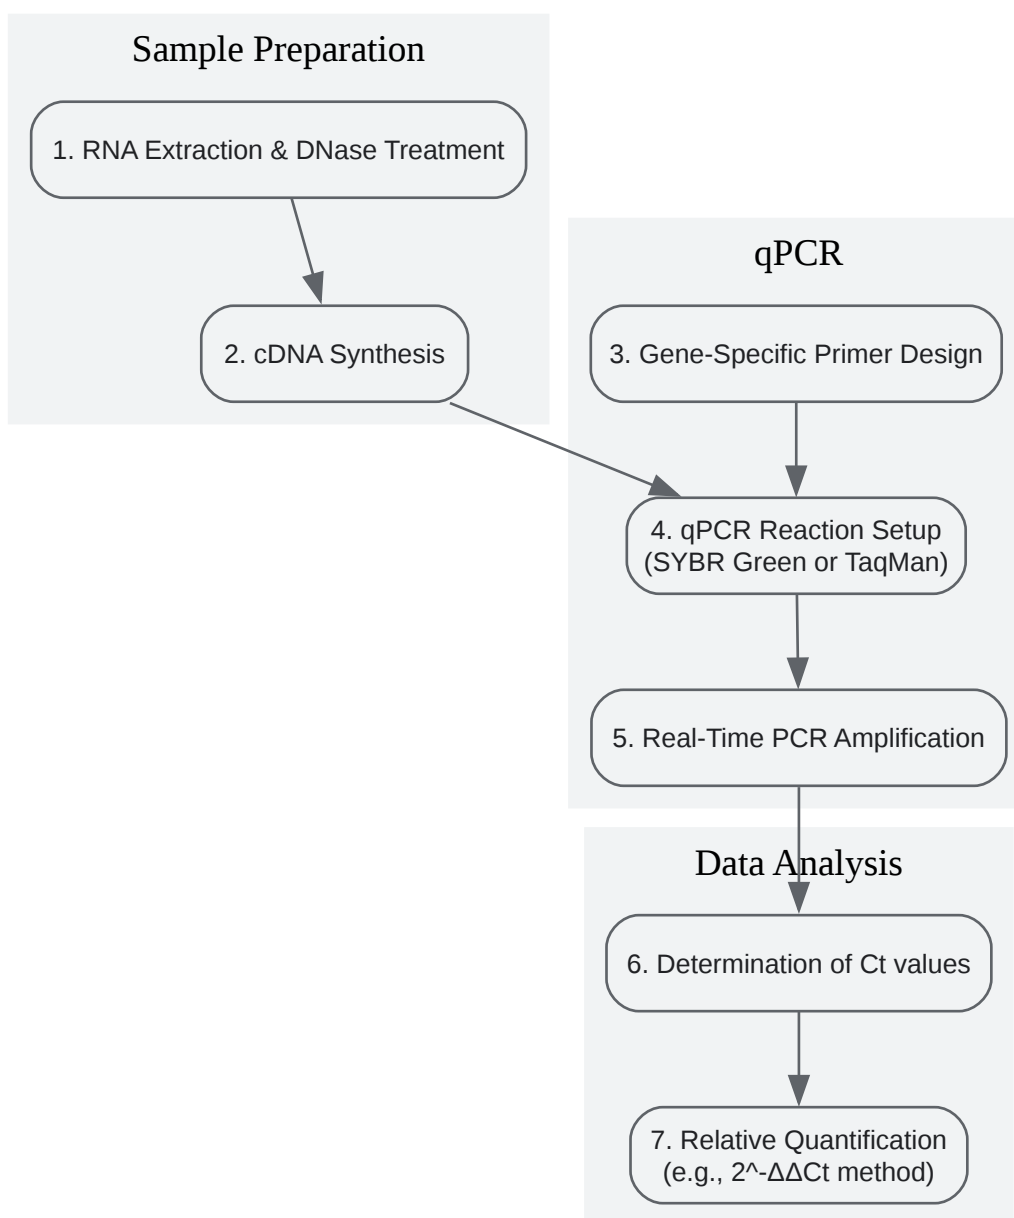 Sample Preparation
1. RNA Extraction & DNase Treatment
2. cDNA Synthesis
qPCR
3. Gene-Specific Primer Design
4. qPCR Reaction Setup
(SYBR Green or TaqMan)
5. Real-Time PCR Amplification
Data Analysis
6. Determination of Ct values
7. Relative Quantification
(e.g., 2^-ΔΔCt method)